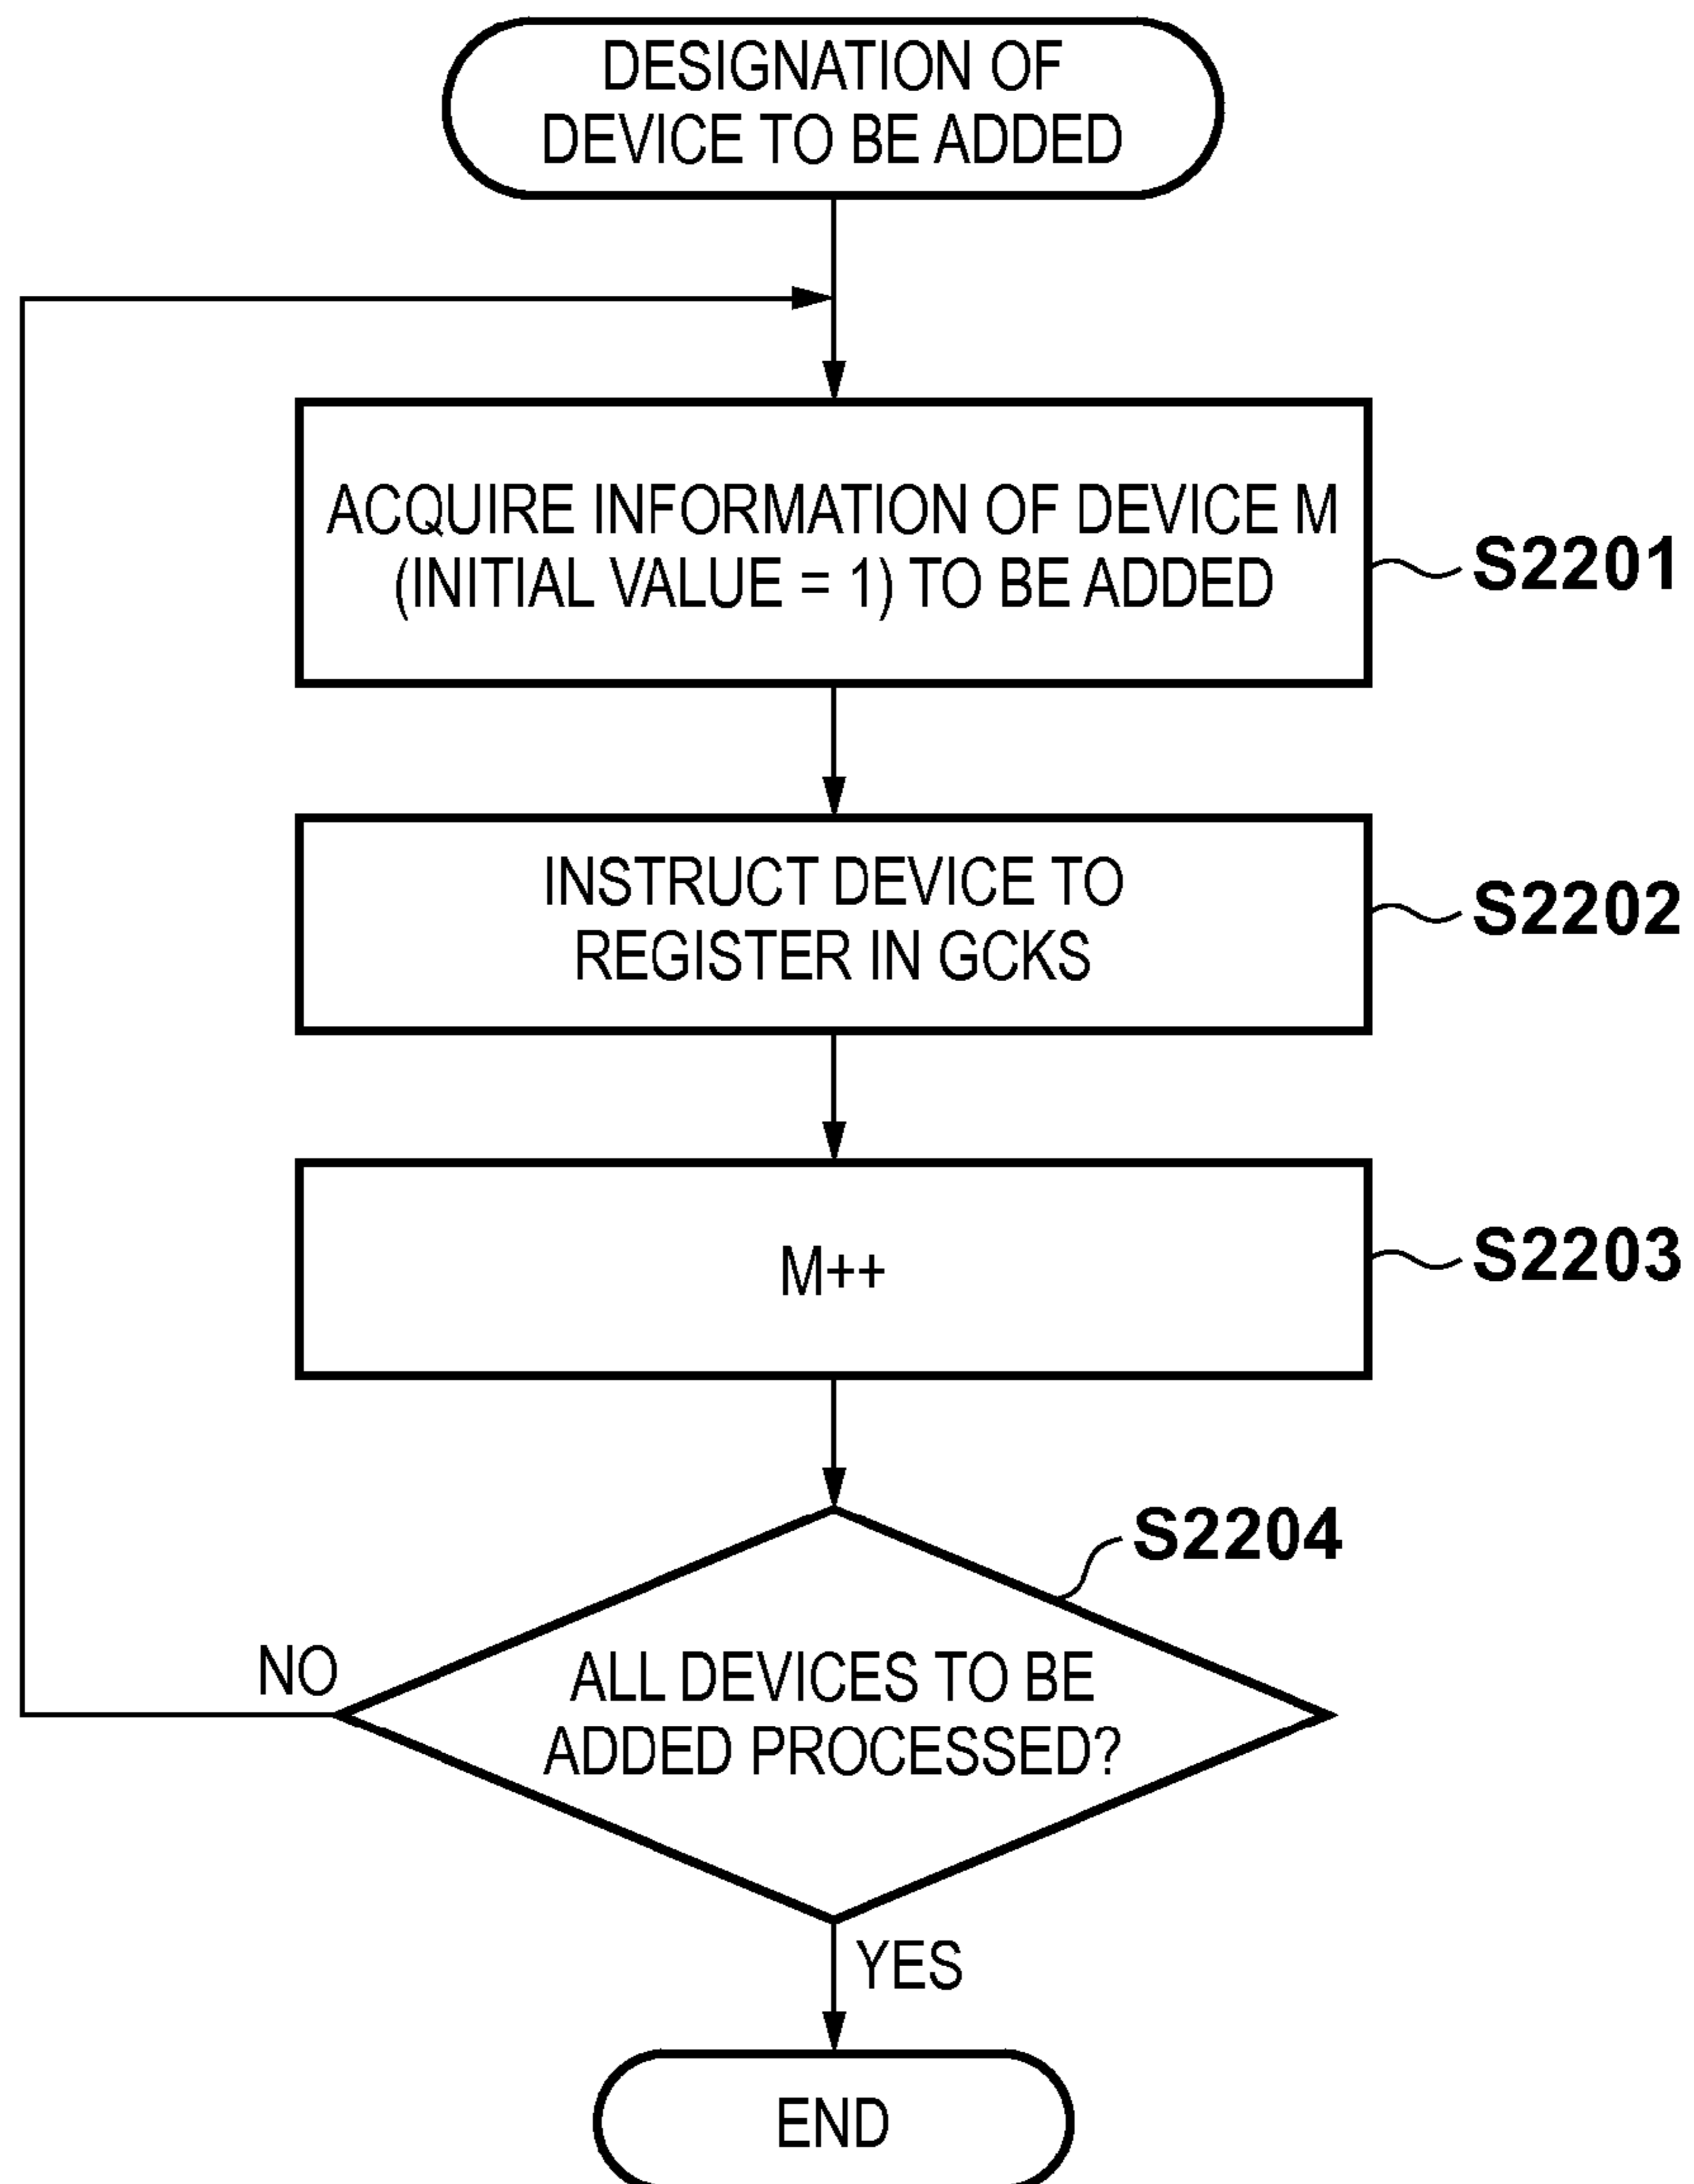 DESIGNATION OF
DEVICE TO BE ADDED
ACQUIRE INFORMATION OF DEVICE M
(INITIAL VALUE = 1) TO BE ADDED
S2201
INSTRUCT DEVICE TO
REGISTER IN GCKS
S2202
M++
S2203
S2204
ALL DEVICES TO BE
ADDED PROCESSED?
NO
YES
END